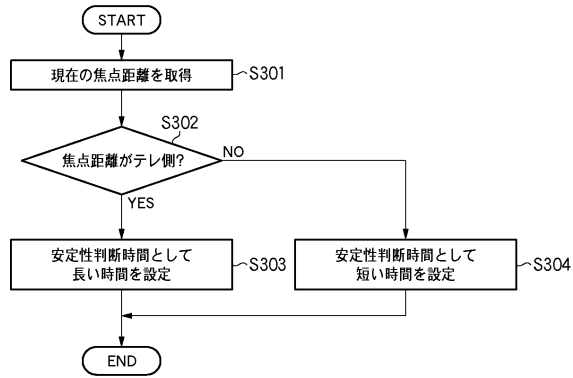 START
現在の焦点距離を取得
S301
S302
焦点距離がテレ側?
NO
YES
安定性判断時間として
長い時間を設定
S303
安定性判断時間として
短い時間を設定
S304
END